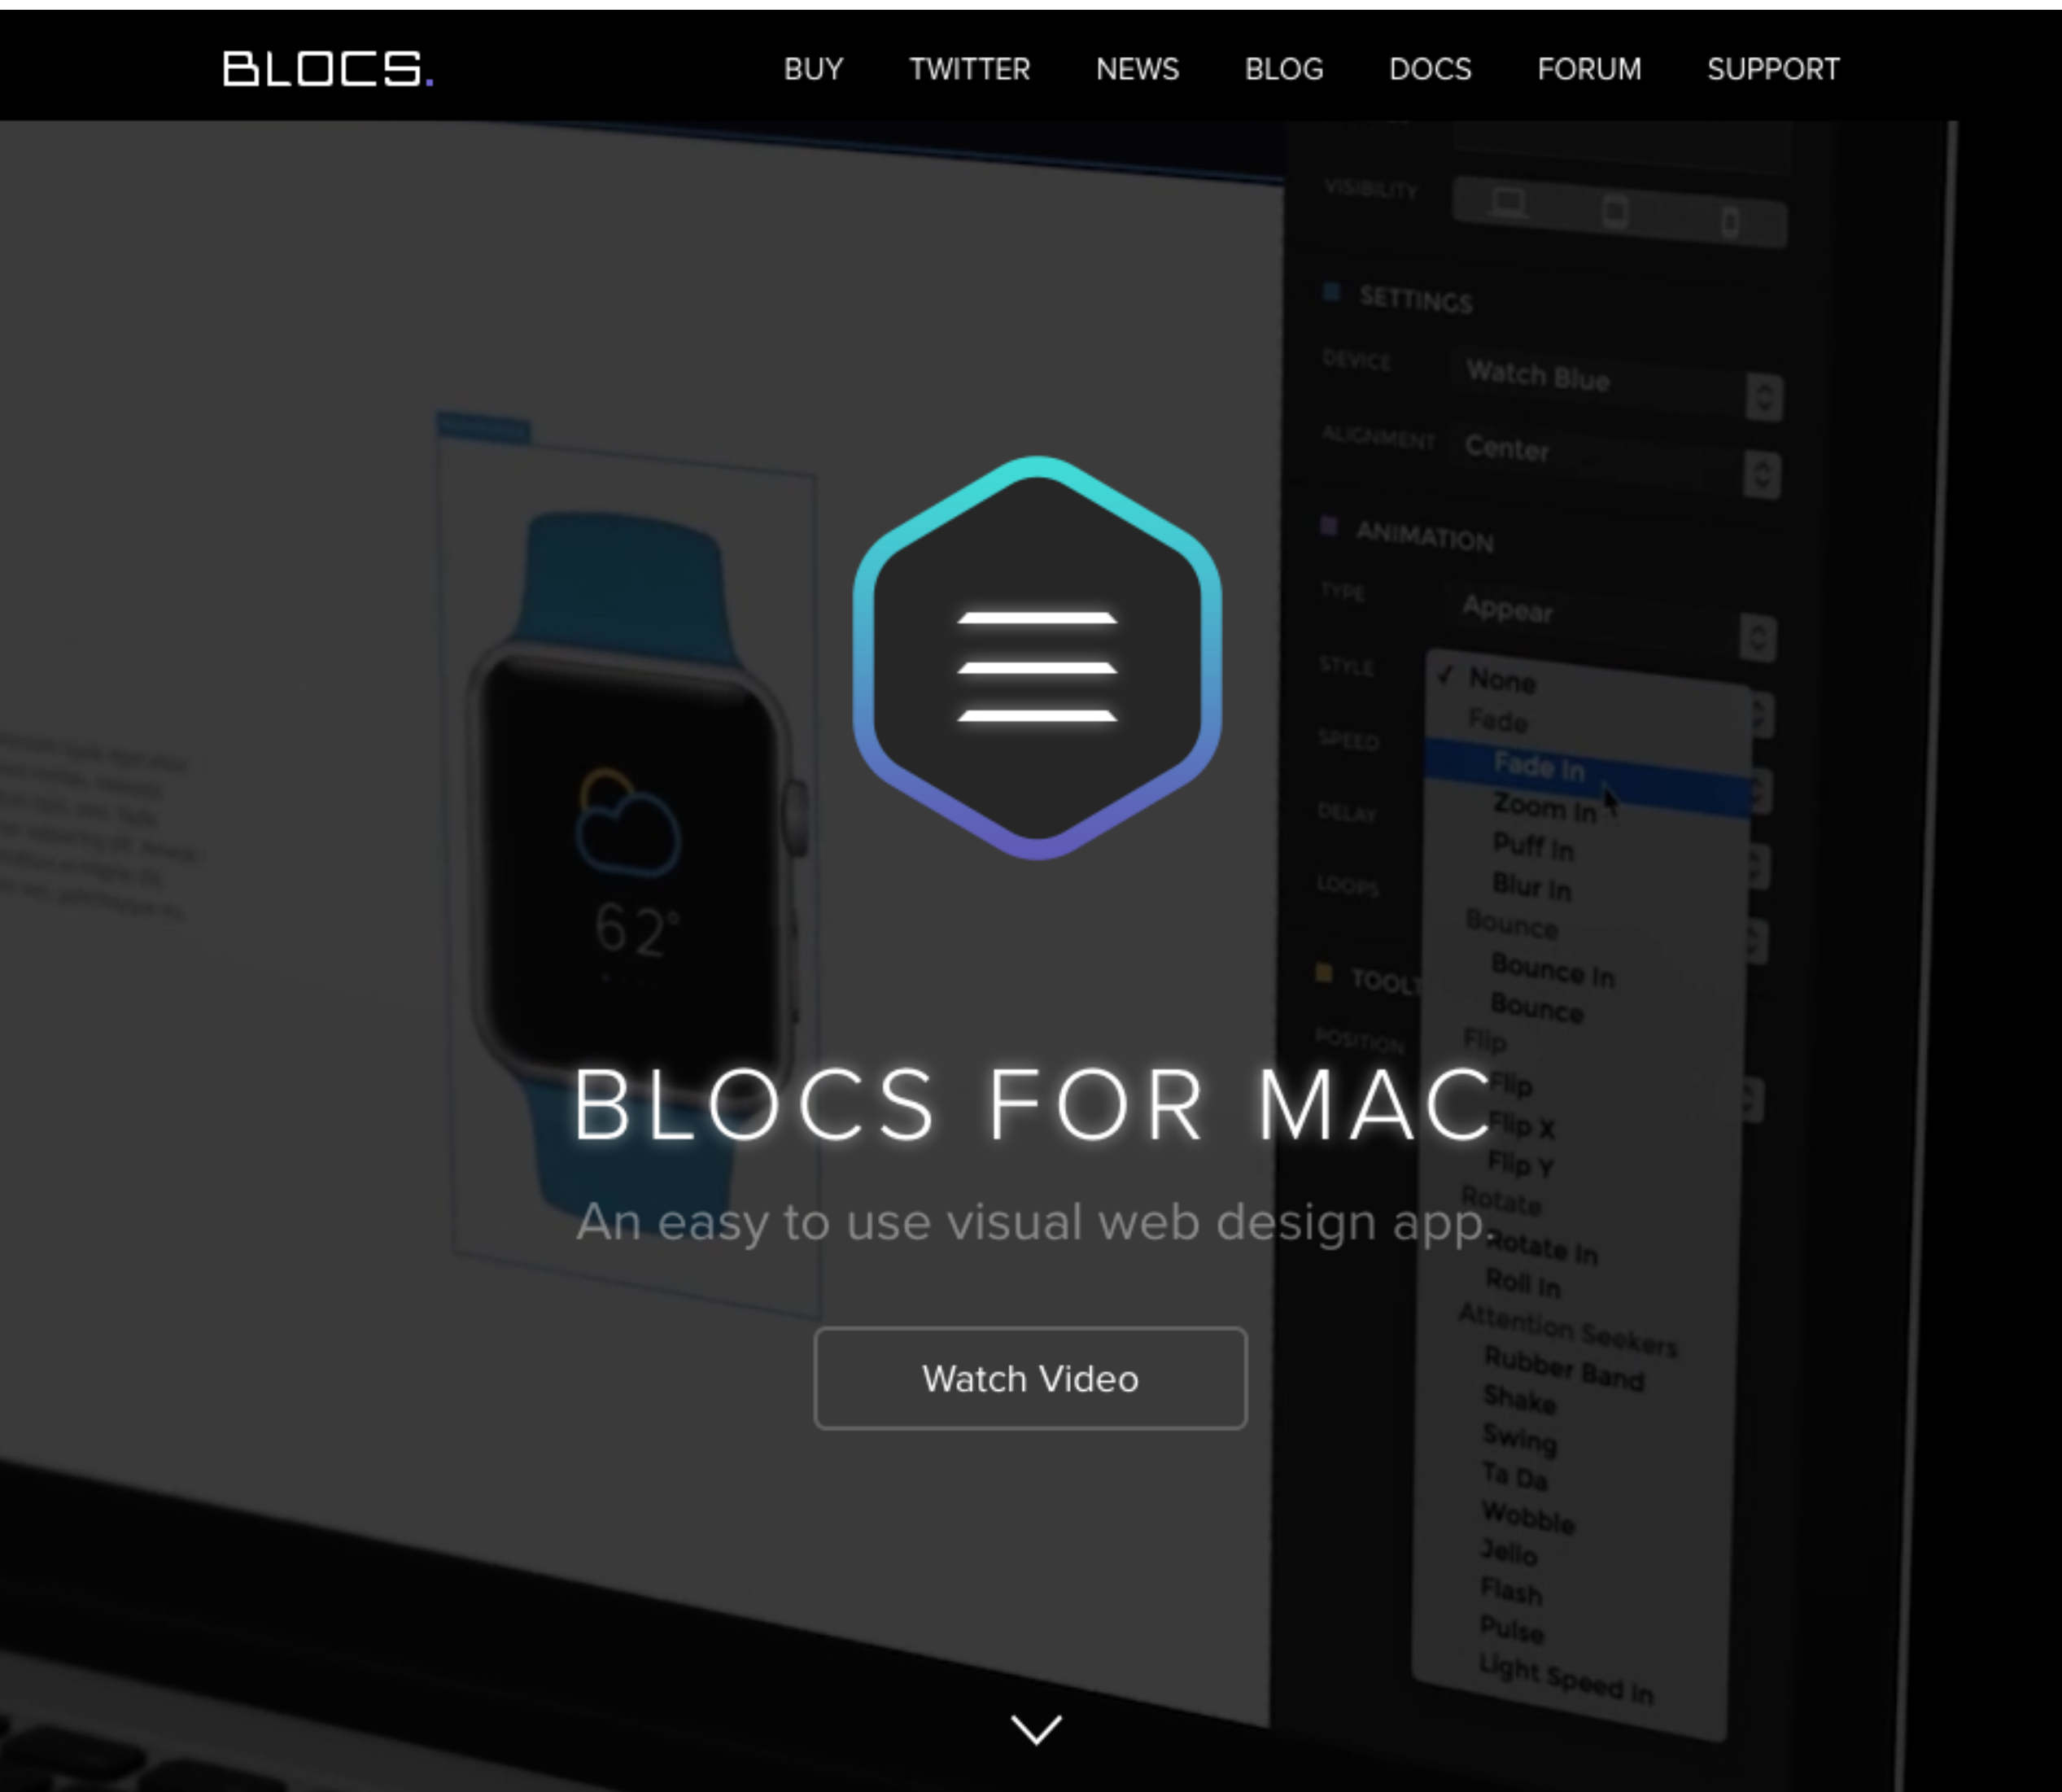 BLOCS.
BUY TWITTER NEWS BLOG DOCS FORUM SUPPORT
VISIBILITY
SETTINGS
DEVICE Watch Blue
ALIGNMENT Center
ANIMATION
TYPE Appear
STYLE
✓ None
Fade
SPEED
Fade In
Zoom In
DELAY
Puff In
Blur In
LOOPS
Bounce
Bounce In
Bounce
62°
POSITION
Flip
Flip
Flip X
Flip Y
BLOCS FOR MAC
Rotate
An easy to use visual web design app.
Rotate In
Roll In
Attention Seekers
Rubber Band
Watch Video
Shake
Swing
Ta Da
Wobble
Jello
Flash
Pulse
Light Speed In